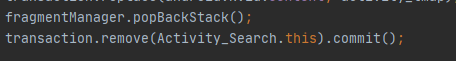 fragmentManager.popBackStack();
transaction.remove(Activity_Search.this).commit();